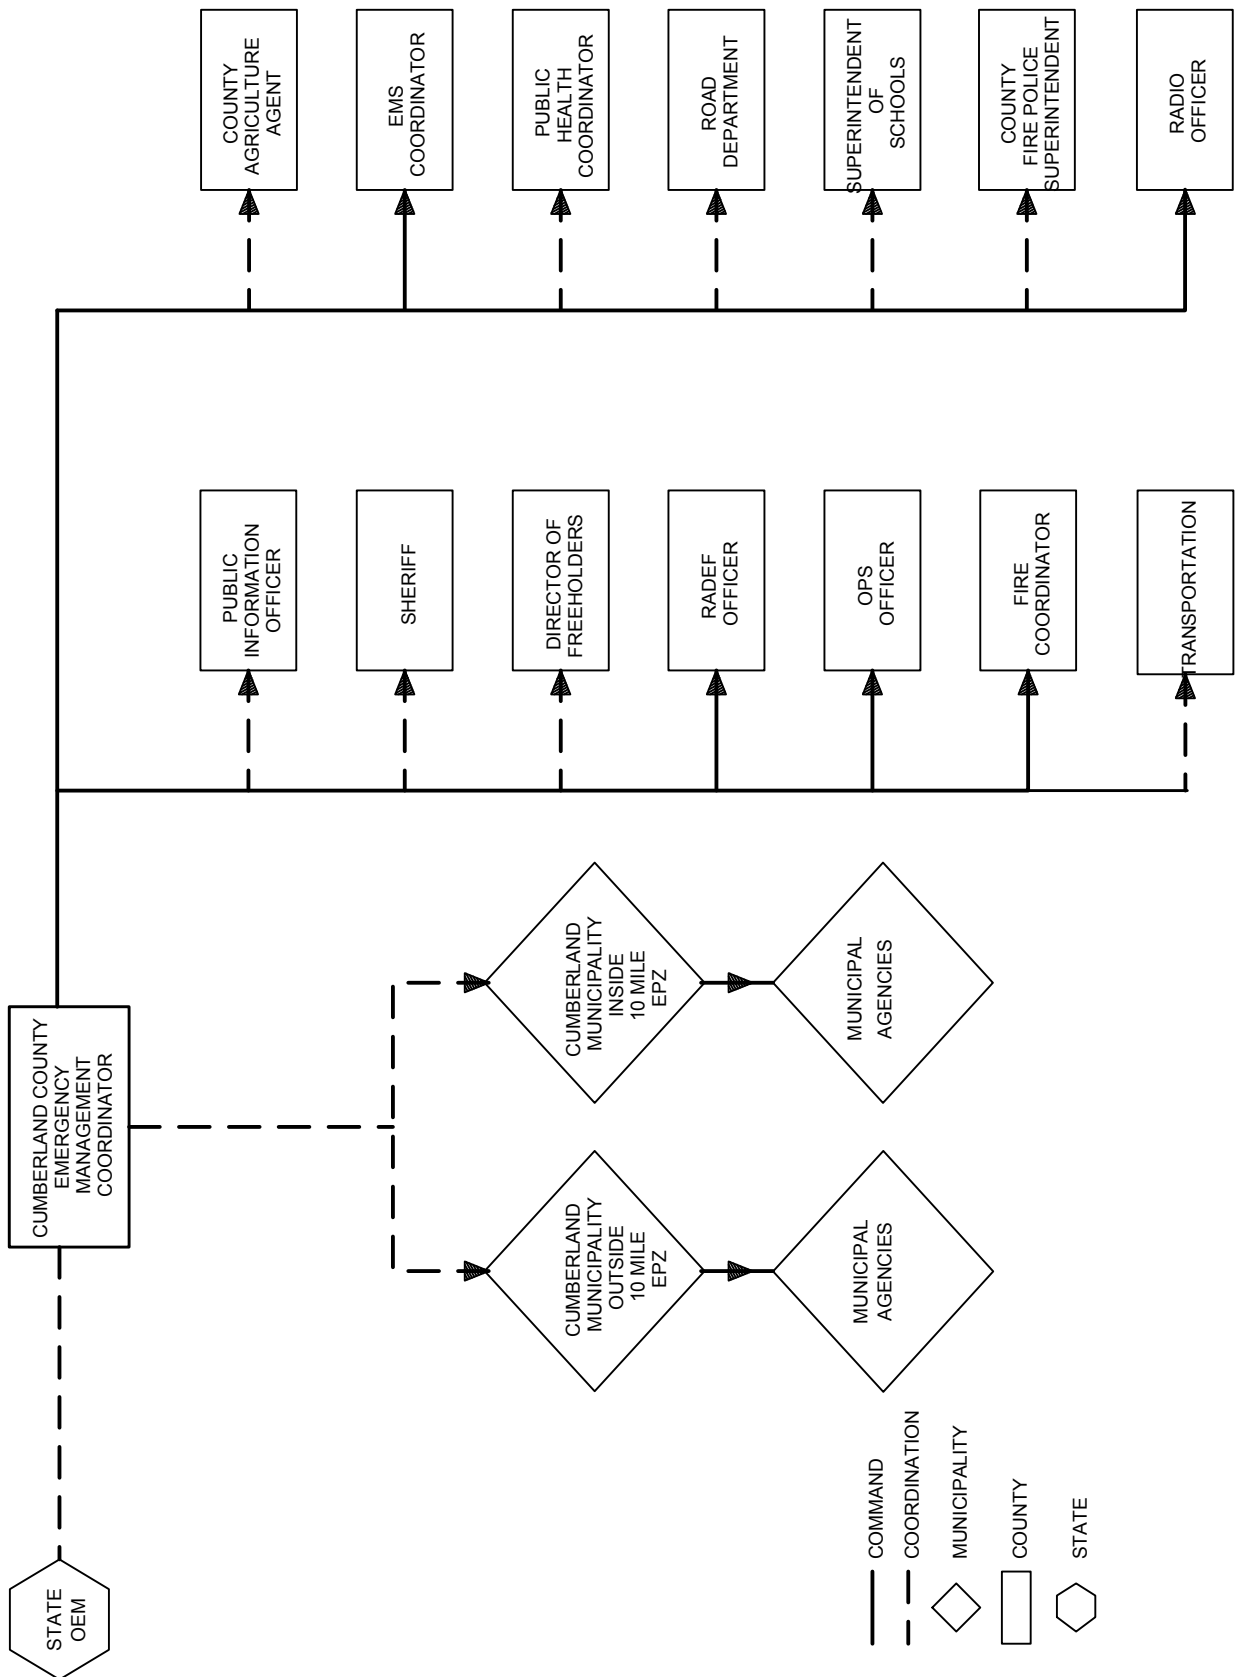 STATE
OEM
CUMBERLAND COUNTY
EMERGENCY
MANAGEMENT
COORDINATOR
PUBLIC
INFORMATION
OFFICER
SHERIFF
DIRECTOR OF
FREEHOLDERS
RADEF
OFFICER
OPS
OFFICER
FIRE
COORDINATOR
TRANSPORTATION
COUNTY
AGRICULTURE
AGENT
EMS
COORDINATOR
PUBLIC
HEALTH
COORDINATOR
ROAD
DEPARTMENT
SUPERINTENDENT
OF
SCHOOLS
COUNTY
FIRE POLICE
SUPERINTENDENT
RADIO
OFFICER
CUMBERLAND
MUNICIPALITY
OUTSIDE
10 MILE
EPZ
CUMBERLAND
MUNICIPALITY
INSIDE
10 MILE
EPZ
MUNICIPAL
AGENCIES
MUNICIPAL
AGENCIES
COMMAND
COORDINATION
MUNICIPALITY
COUNTY
STATE